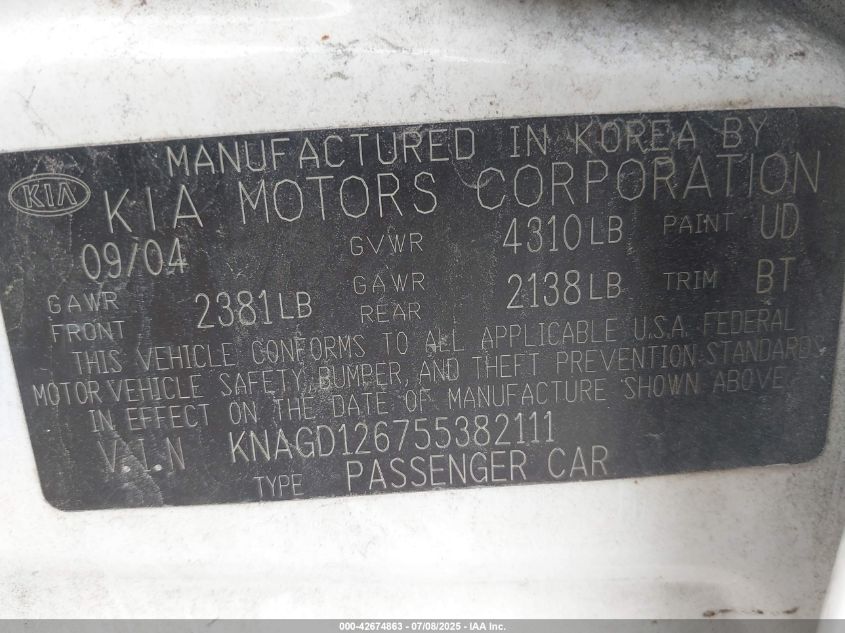 MANUFACTURED IN KOREA BY
KIA KIA MOTORS CORPORATION
09/04 GVWR 4310LB PAINT UD
GAWR FRONT 2381LB GAWR REAR 2138LB TRIM BT
THIS VEHICLE CONFORMS TO ALL APPLICABLE U.S.A. FEDERAL
MOTOR VEHICLE SAFETY, BUMPER, AND THEFT PREVENTION STANDARDS
IN EFFECT ON THE DATE OF MANUFACTURE SHOWN ABOVE.
V.I.N KNAGD126755382111
TYPE PASSENGER CAR
000-42674863 07/08/2025 - IAA Inc.